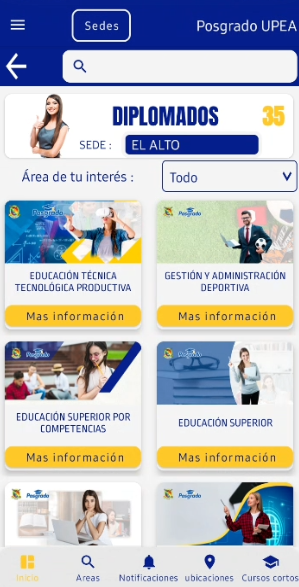 Sedes
Posgrado UPEA
DIPLOMADOS
35
SEDE :
EL ALTO
Área de tu interés :
Todo
Posgrado
Posgrado
EDUCACIÓN TÉCNICA
TECNOLÓGICA PRODUCTIVA
GESTIÓN Y ADMINISTRACIÓN
DEPORTIVA
Mas información
Mas información
Posgrado
Posgrado
EDUCACIÓN SUPERIOR POR
COMPETENCIAS
EDUCACIÓN SUPERIOR
Mas información
Mas información
Posgrado
Posgrado
Inicio
Areas
Notificaciones
ubicaciones
Cursos cortos